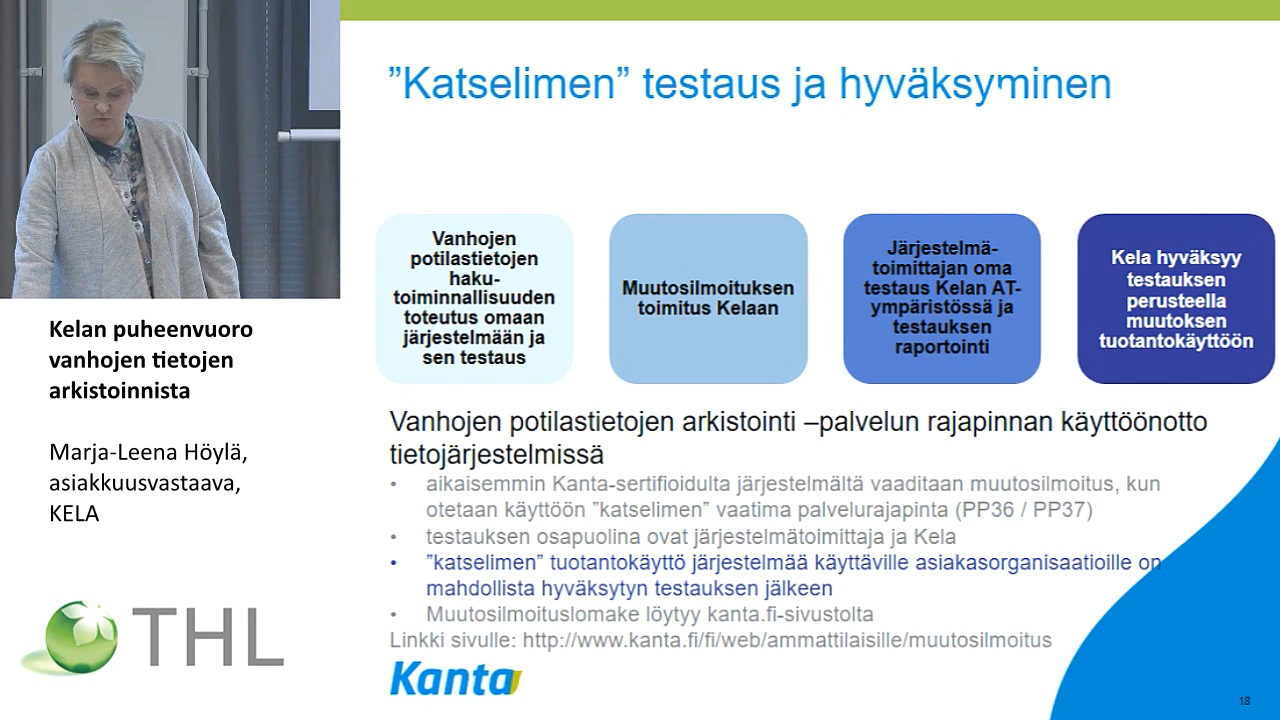 ”Katselimen” testaus ja hyväksyminen
Vanhojen
potilastietojen
haku-
toiminnallisuuden
toteutus omaan
järjestelmään ja
sen testaus
Muutosilmoituksen
toimitus Kelaan
Järjestelmä-
toimittajan oma
testaus Kelan AT-
ympäristössä ja
testauksen
raportointi
Kela hyväksyy
testauksen
perusteella
muutoksen
tuotantokäyttöön
Kelan puheenvuoro
vanhojen tietojen
arkistoinnista
Marja-Leena Höylä,
asiakkuusvastaava,
KELA
THL
Vanhojen potilastietojen arkistointi –palvelun rajapinnan käyttöönotto
tietojärjestelmissä
• aikaisemmin Kanta-sertifioidulta järjestelmältä vaaditaan muutosilmoitus, kun
otetaan käyttöön ”katselimen” vaatima palvelurajapinta (PP36 / PP37)
• testauksen osapuolina ovat järjestelmätoimittaja ja Kela
• ”katselimen” tuotantokäyttö järjestelmää käyttäville asiakasorganisaatioille on
mahdollista hyväksytyn testauksen jälkeen
• Muutosilmoituslomake löytyy kanta.fi-sivustolta
Linkki sivulle: http://www.kanta.fi/fi/web/ammattilaisille/muutosilmoitus
Kanta
18